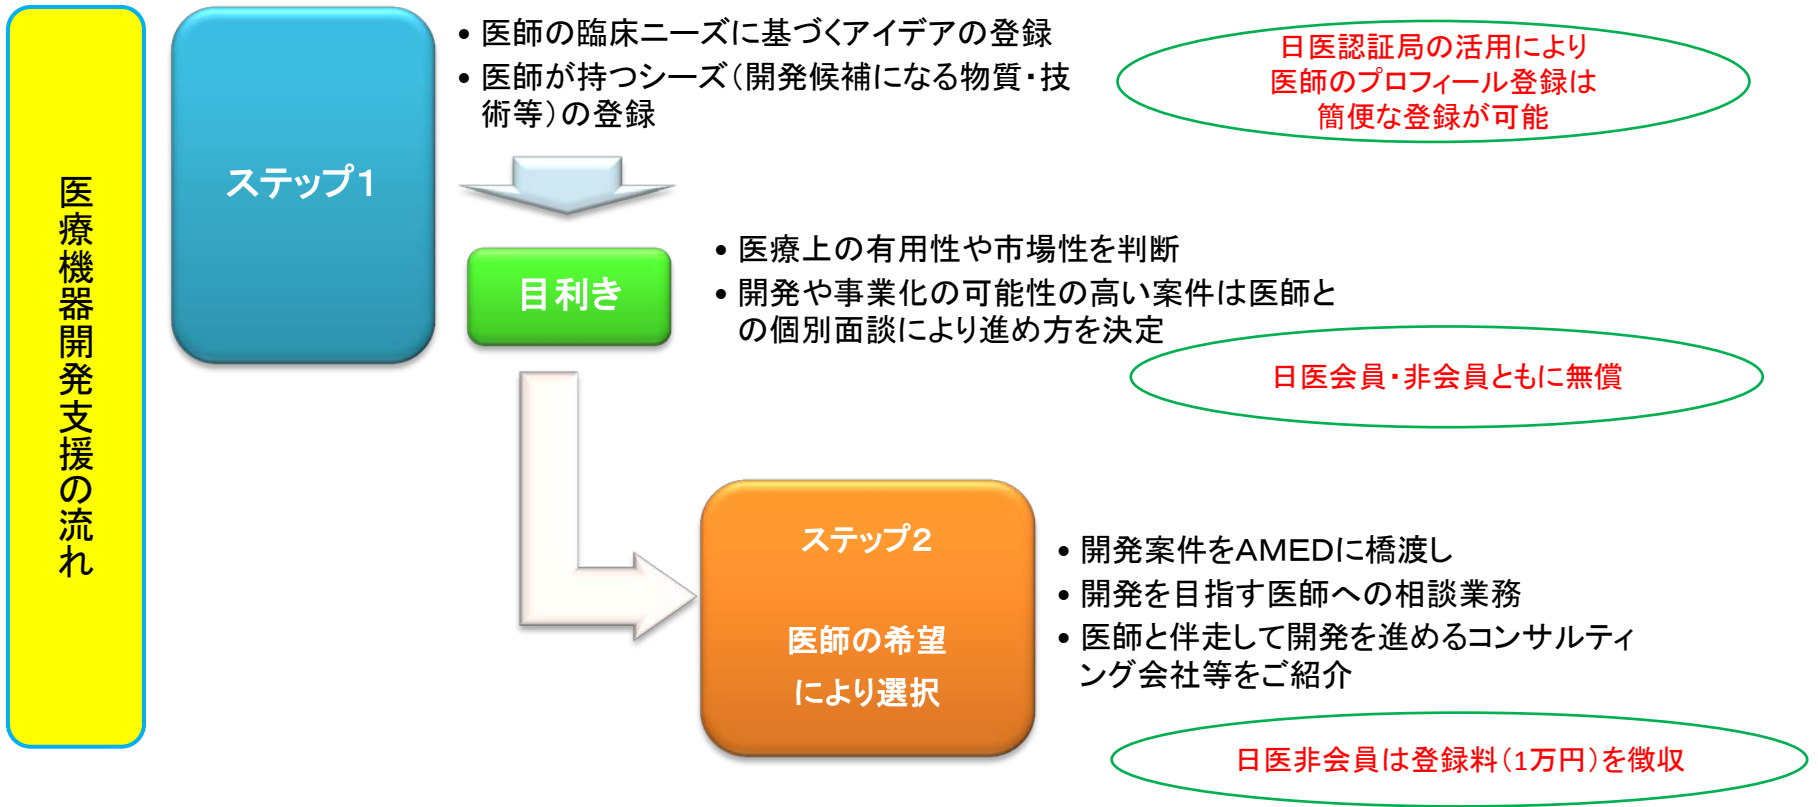 医療機器開発支援の流れ
ステップ１
• 医師の臨床ニーズに基づくアイデアの登録
• 医師が持つシーズ（開発候補になる物質・技
術等）の登録
日医認証局の活用により
医師のプロフィール登録は
簡便な登録が可能
目利き
• 医療上の有用性や市場性を判断
• 開発や事業化の可能性の高い案件は医師と
の個別面談により進め方を決定
日医会員・非会員ともに無償
ステップ２
医師の希望
により選択
• 開発案件をＡＭＥＤに橋渡し
• 開発を目指す医師への相談業務
• 医師と伴走して開発を進めるコンサルティ
ング会社等をご紹介
日医非会員は登録料（1万円）を徴収